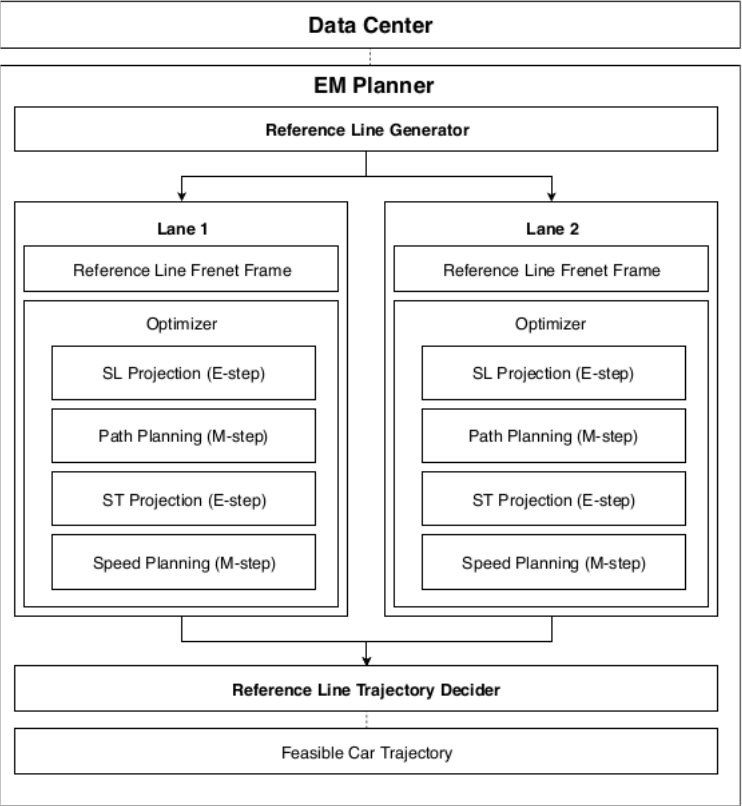 Data Center
EM Planner
Reference Line Generator
Lane 1
Reference Line Frenet Frame
Optimizer
SL Projection (E-step)
Path Planning (M-step)
ST Projection (E-step)
Speed Planning (M-step)
Lane 2
Reference Line Frenet Frame
Optimizer
SL Projection (E-step)
Path Planning (M-step)
ST Projection (E-step)
Speed Planning (M-step)
Reference Line Trajectory Decider
Feasible Car Trajectory